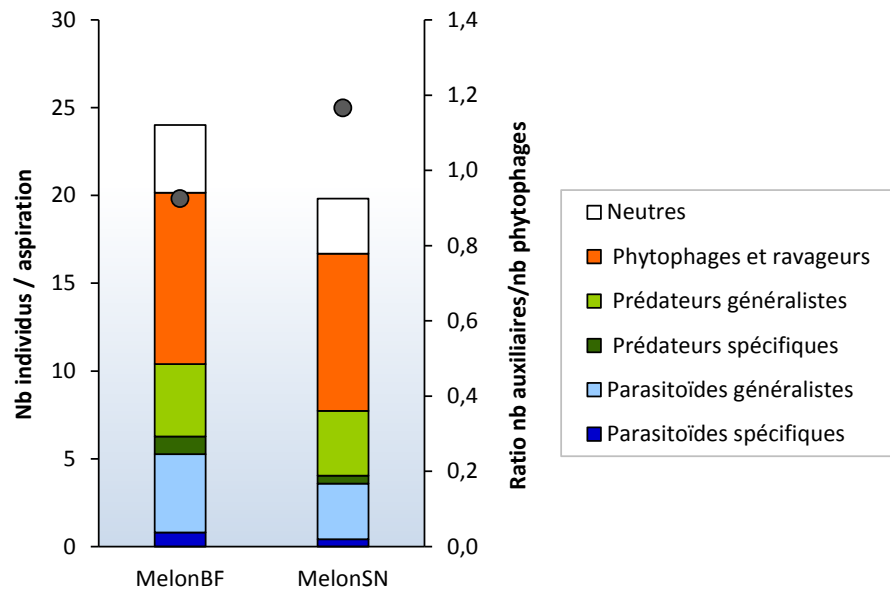 30
25
20
15
10
5
0
Nb individus / aspiration
MelonBF
MelonSN
1,4
1,2
1,0
0,8
0,6
0,4
0,2
0,0
Ratio nb auxiliaires/nb phytophages
Neutres
Phytophages et ravageurs
Prédateurs généralistes
Prédateurs spécifiques
Parasitoïdes généralistes
Parasitoïdes spécifiques